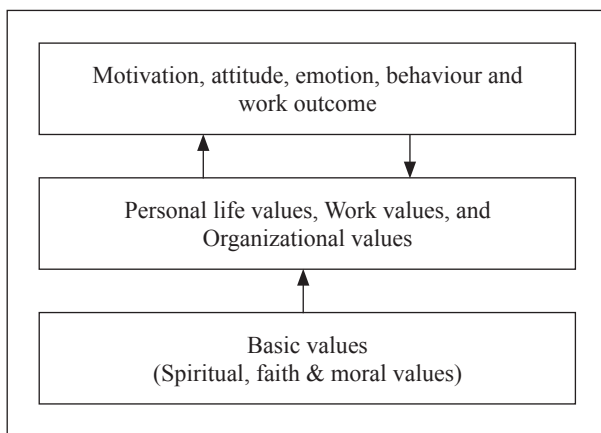 Motivation, attitude, emotion, behaviour and
work outcome
Personal life values, Work values, and
Organizational values
Basic values
(Spiritual, faith & moral values)